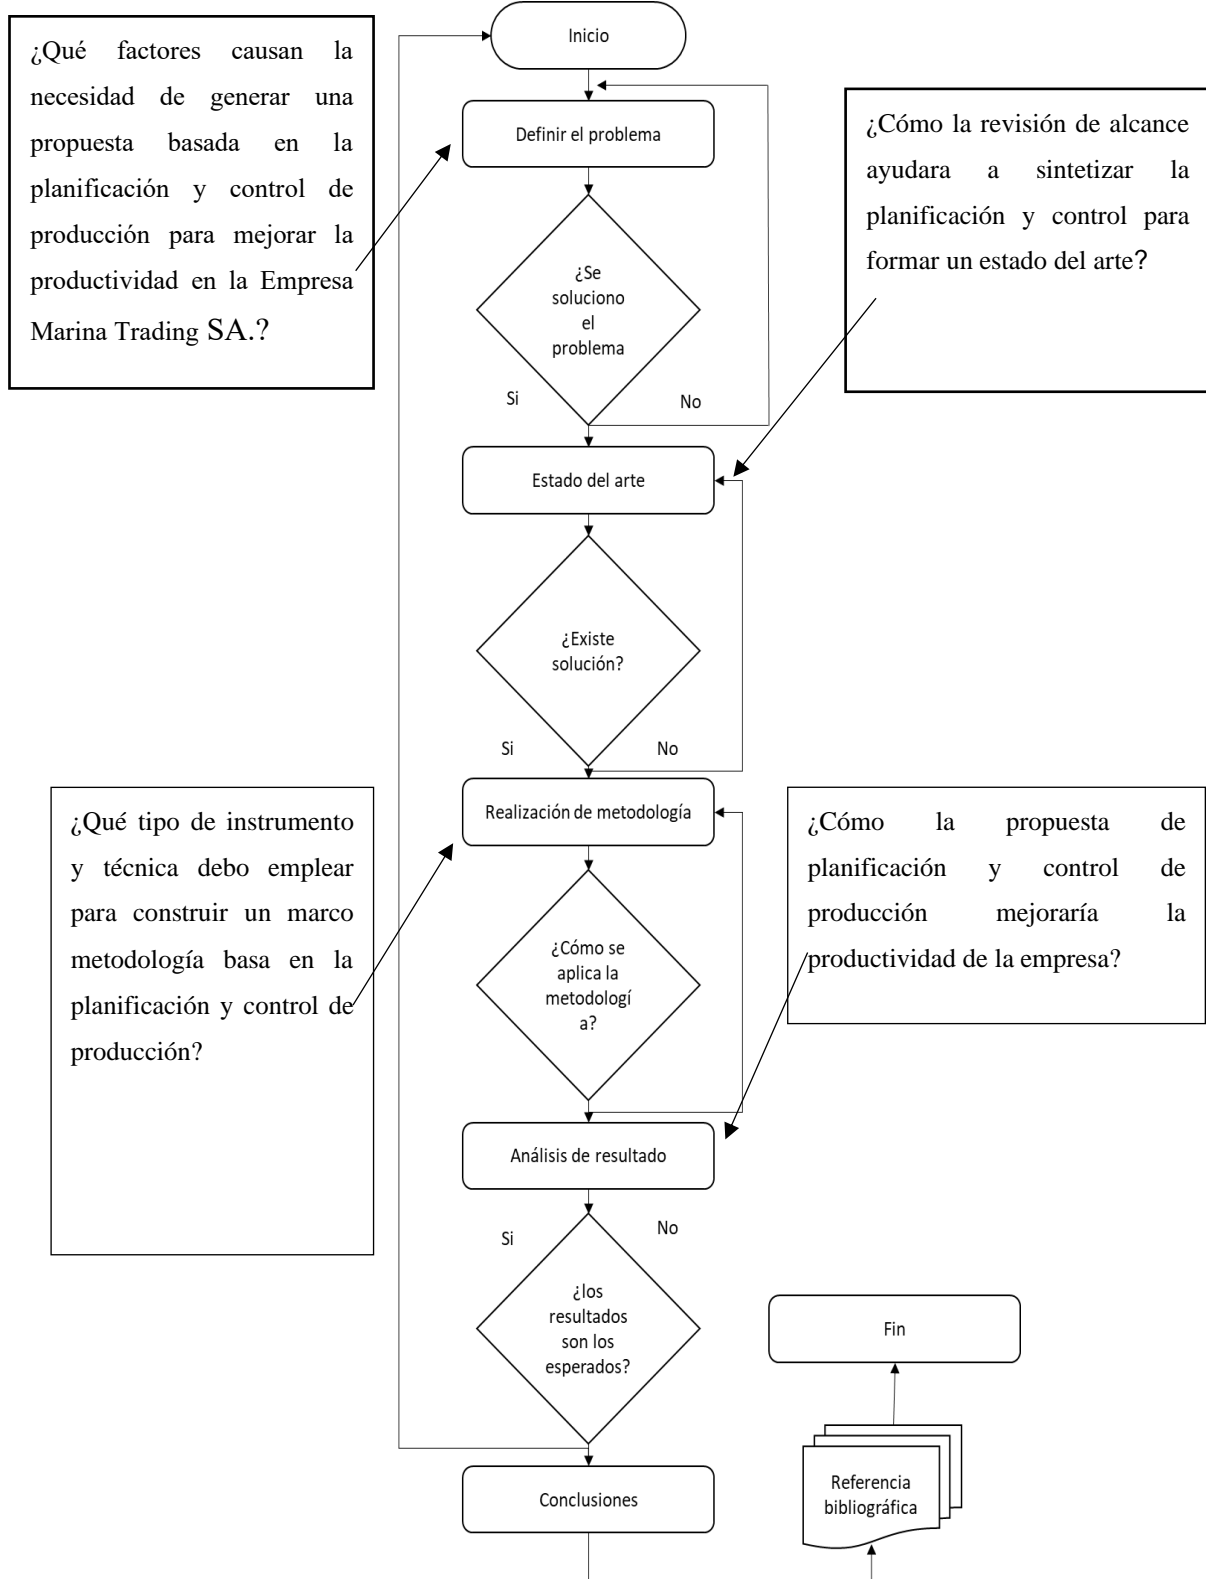 Inicio
¿Qué factores causan la
necesidad de generar una
propuesta basada en la
planificación y control de
producción para mejorar la
productividad en la Empresa
Marina Trading SA.?
Definir el problema
¿Cómo la revisión de alcance
ayudara a sintetizar la
planificación y control para
formar un estado del arte?
¿Se
soluciono
el
problema
Si
No
Estado del arte
¿Existe
solución?
Si
No
Realización de metodología
¿Qué tipo de instrumento
y técnica debo emplear
para construir un marco
metodología basa en la
planificación y control de
producción?
¿Cómo la propuesta de
planificación y control de
producción mejoraría la
productividad de la empresa?
¿Cómo se
aplica la
metodologí
a?
Análisis de resultado
Si
No
¿los
resultados
son los
esperados?
Fin
Conclusiones
Referencia
bibliográfica